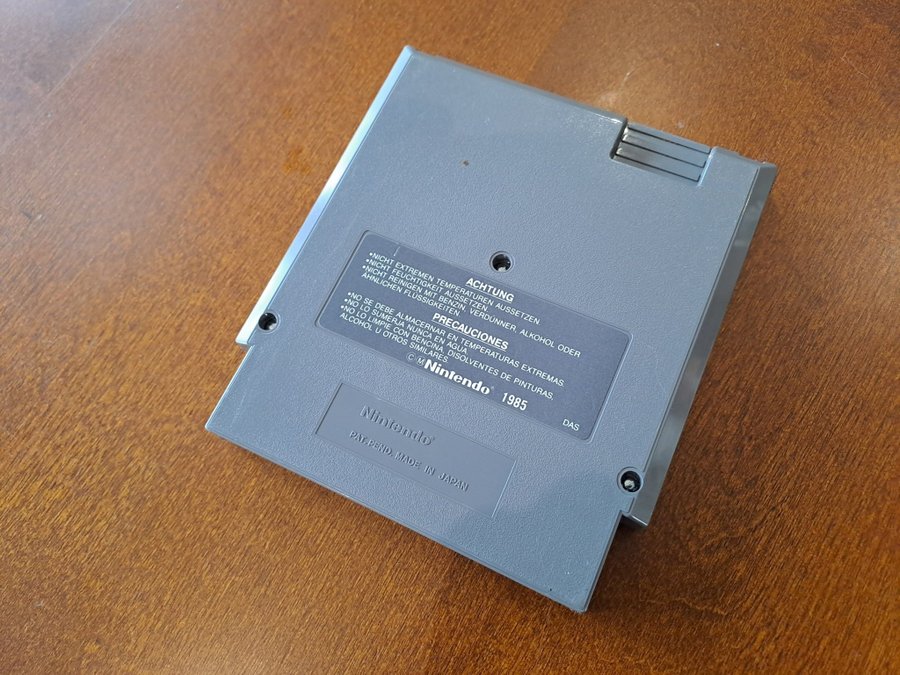 ACHTUNG
•NICHT EXTREMEN TEMPERATUREN AUSSETZEN
•NICHT FEUCHTIGKEIT AUSSETZEN
•NICHT REINIGEN MIT BENZIN, VERDÜNNER, ALKOHOL ODER
ÄHNLICHEN FLÜSSIGKEITEN
PRECAUCIONES
•NO SE DEBE ALMACERNAR EN TEMPERATURAS EXTREMAS.
•NO LO SUMERJA NUNCA EN AGUA.
•NO LO LIMPIE CON BENCINA, DISOLVENTES DE PINTURAS,
ALCOHOL U OTROS SIMILARES
© M Nintendo® 1985
DAS
Nintendo®
PAT. PEND. MADE IN JAPAN